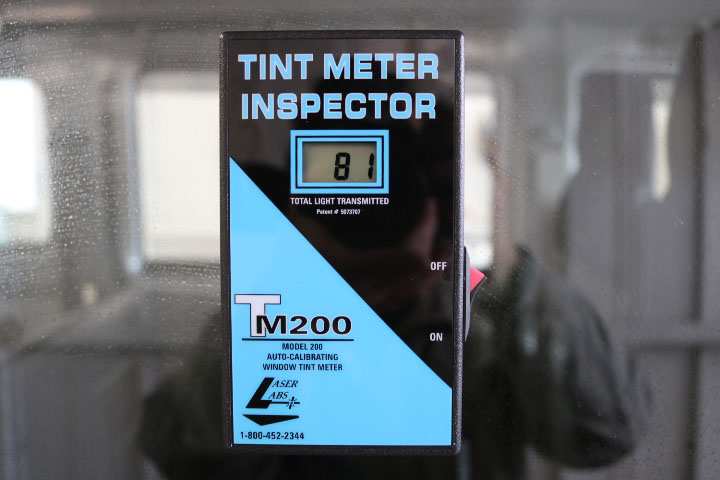 TINT METER
INSPECTOR
81
TOTAL LIGHT TRANSMITTED
Patent # 5073707
OFF
ON
TM200
MODEL 200
AUTO-CALIBRATING
WINDOW TINT METER
LASER
LABS
1-800-452-2344